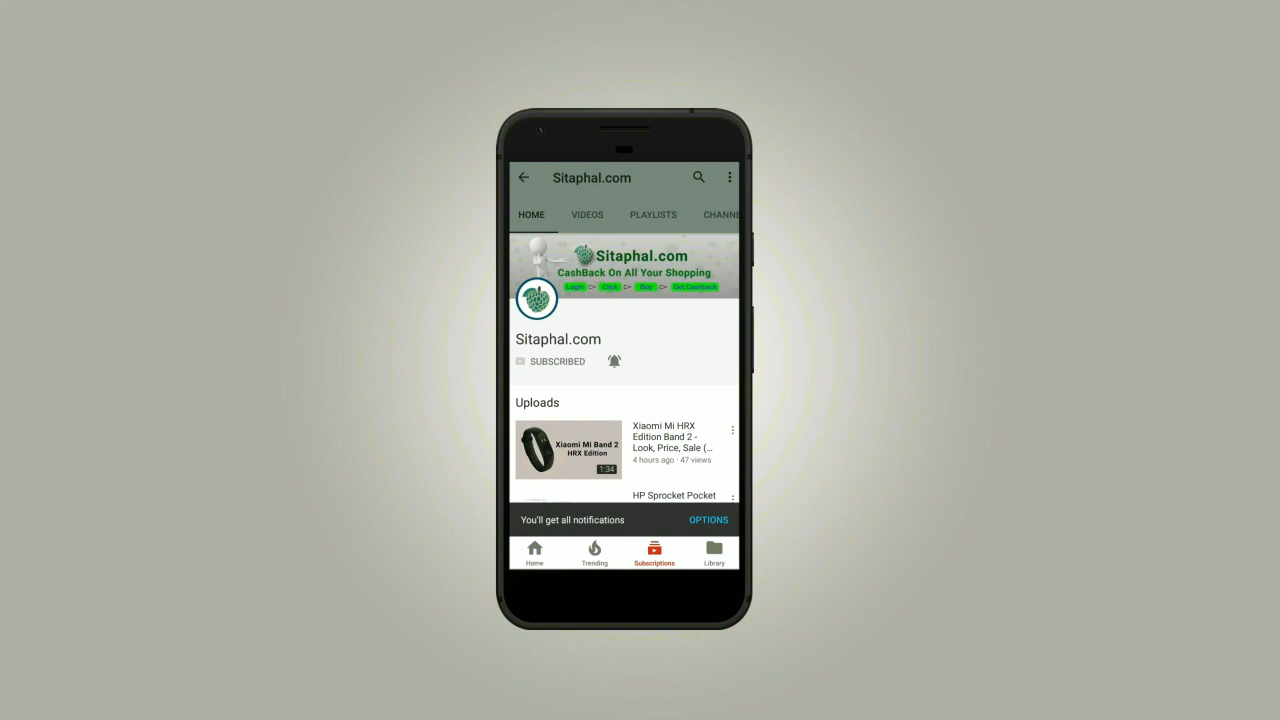 Sitaphal.com
HOME VIDEOS PLAYLISTS CHANNE
Sitaphal.com
CashBack On All Your Shopping
Login Click Buy Get Cashback
Sitaphal.com
SUBSCRIBED
Uploads
Xiaomi Mi Band 2
HRX Edition
1:34
Xiaomi Mi HRX
Edition Band 2 -
Look, Price, Sale (...
4 hours ago · 47 views
HP Sprocket Pocket
You'll get all notifications OPTIONS
Home Trending Subscriptions Library